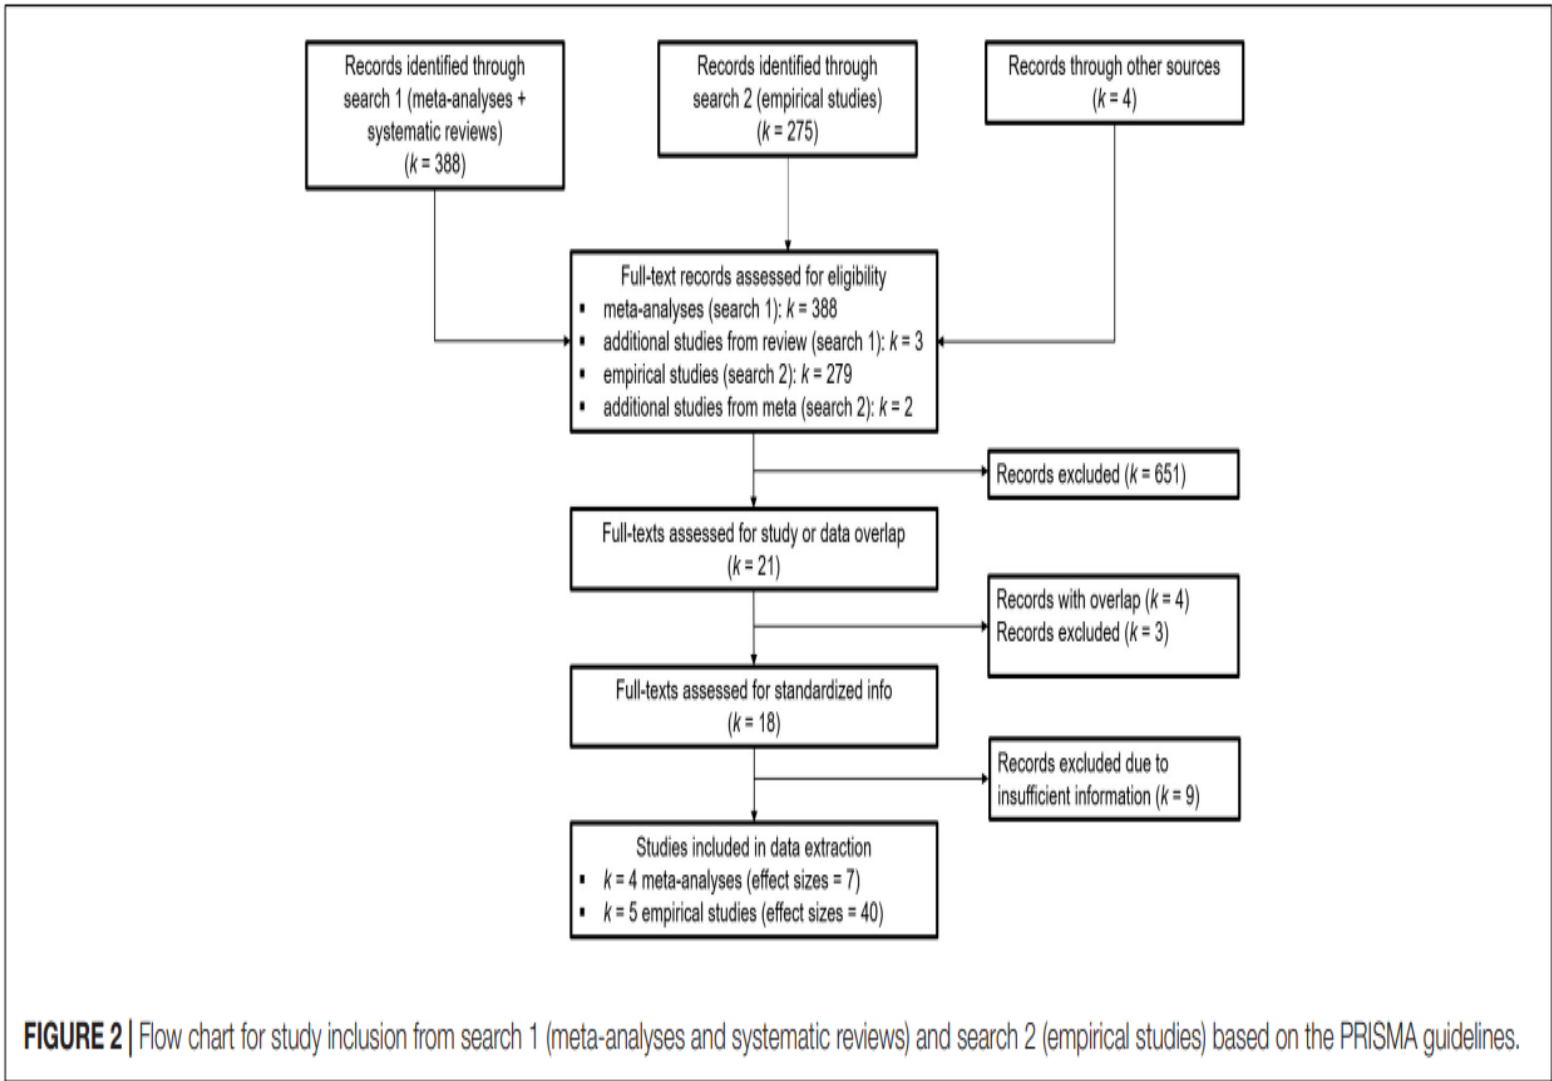 Records identified through
search 1 (meta-analyses +
systematic reviews)
(k = 388)
Records identified through
search 2 (empirical studies)
(k = 275)
Records through other sources
(k = 4)
Full-text records assessed for eligibility
▪ meta-analyses (search 1): k = 388
▪ additional studies from review (search 1): k = 3
▪ empirical studies (search 2): k = 279
▪ additional studies from meta (search 2): k = 2
Records excluded (k = 651)
Full-texts assessed for study or data overlap
(k = 21)
Records with overlap (k = 4)
Records excluded (k = 3)
Full-texts assessed for standardized info
(k = 18)
Records excluded due to
insufficient information (k = 9)
Studies included in data extraction
▪ k = 4 meta-analyses (effect sizes = 7)
▪ k = 5 empirical studies (effect sizes = 40)
FIGURE 2 | Flow chart for study inclusion from search 1 (meta-analyses and systematic reviews) and search 2 (empirical studies) based on the PRISMA guidelines.